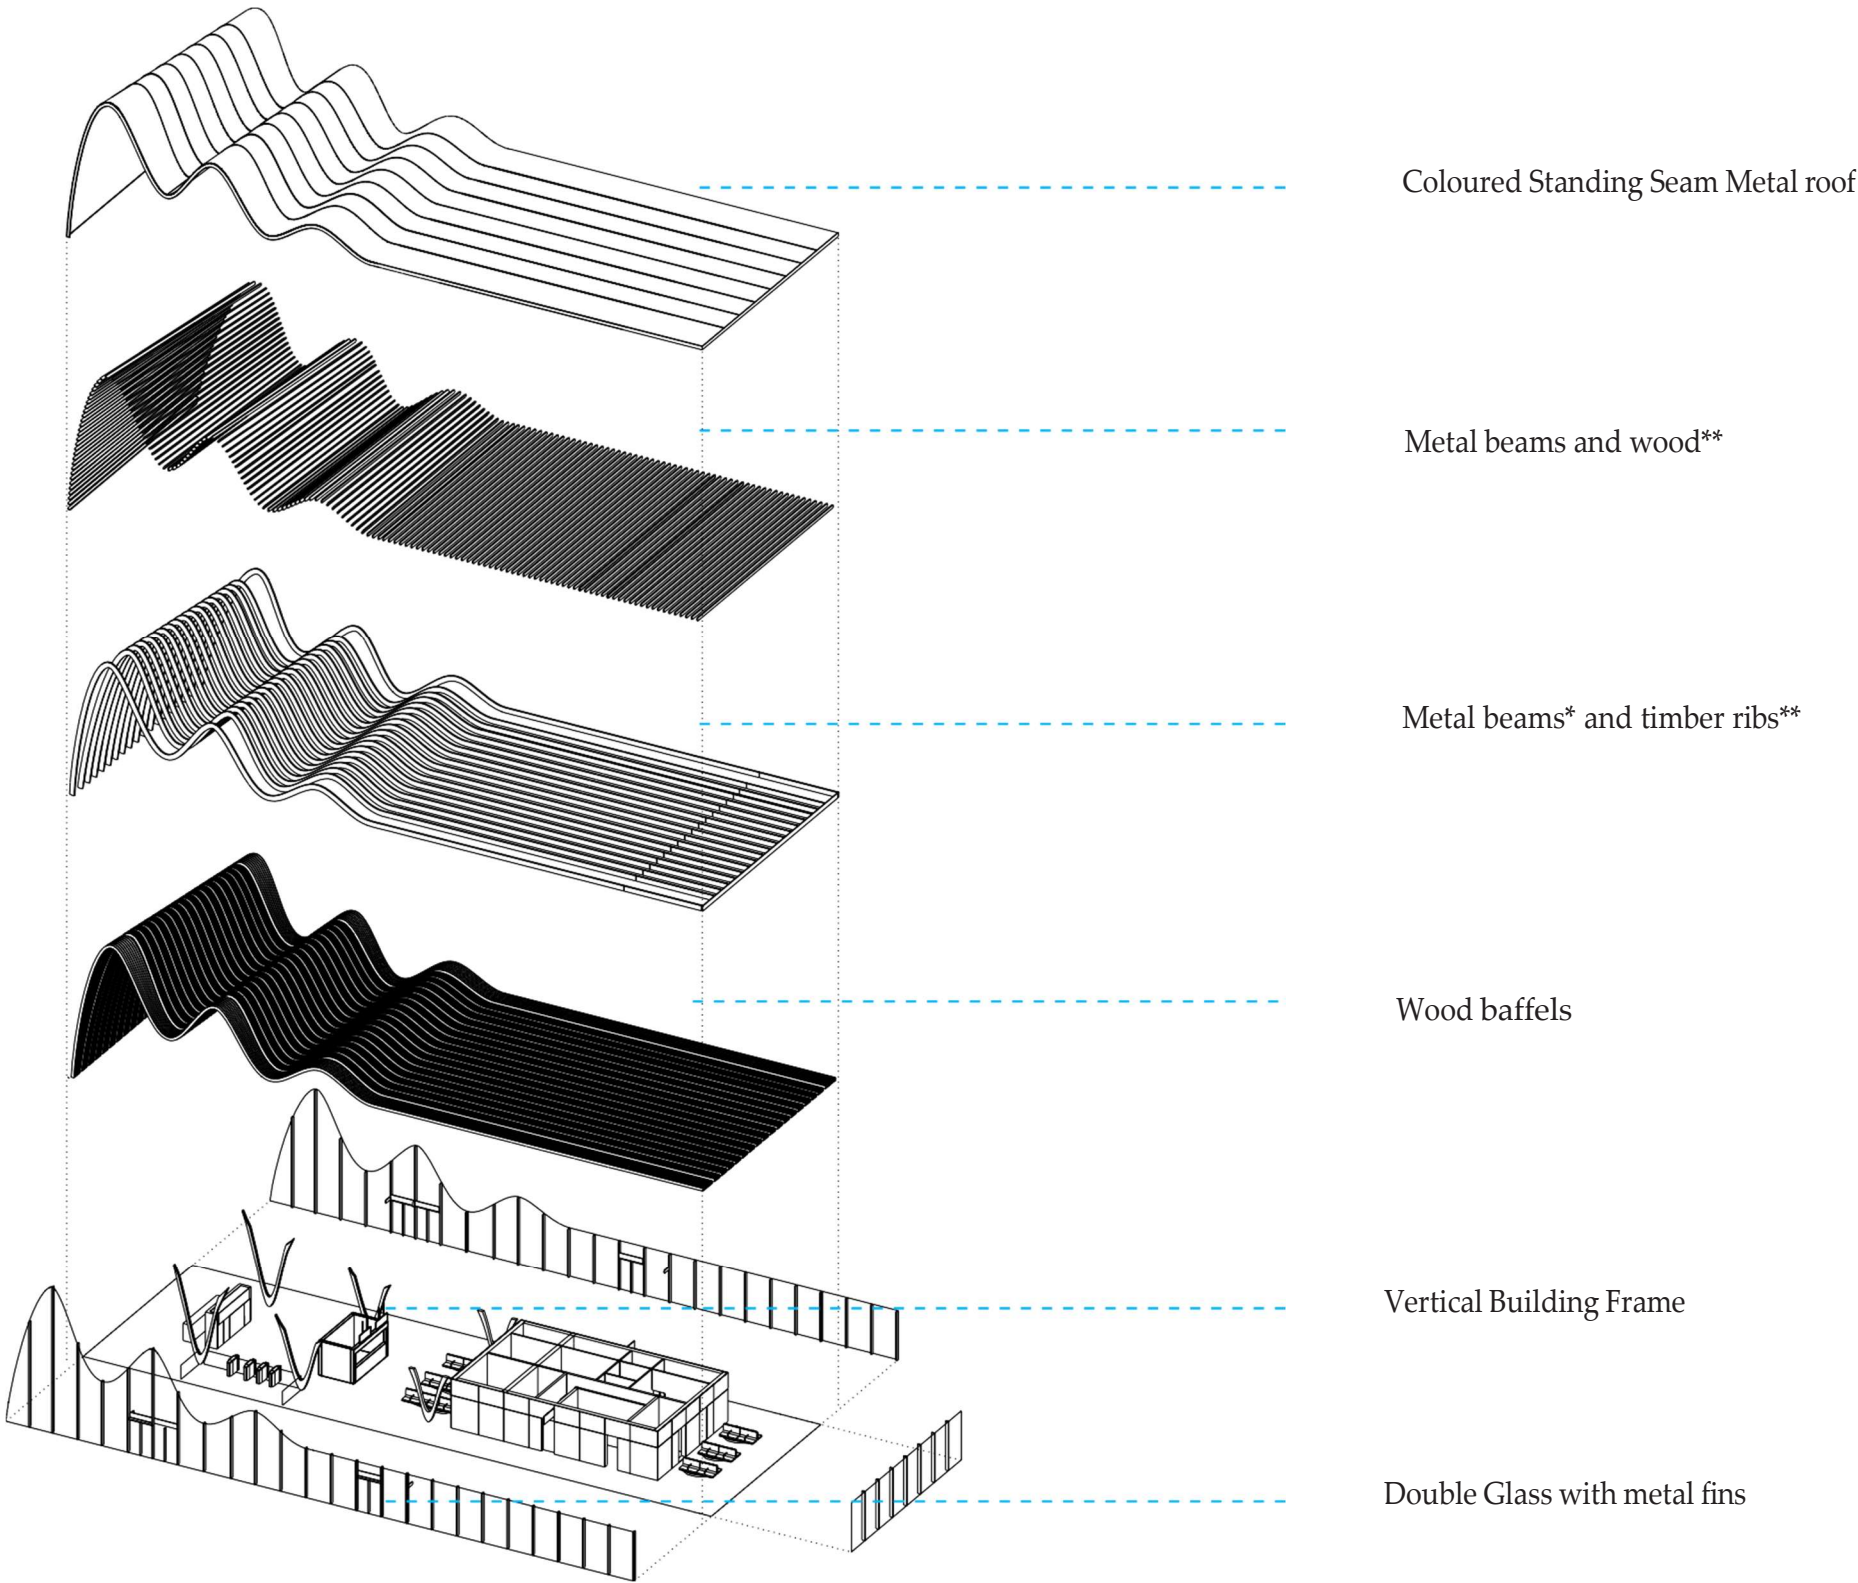 Coloured Standing Seam Metal roof
Metal beams and wood**
Metal beams* and timber ribs**
Wood baffels
Vertical Building Frame
Double Glass with metal fins